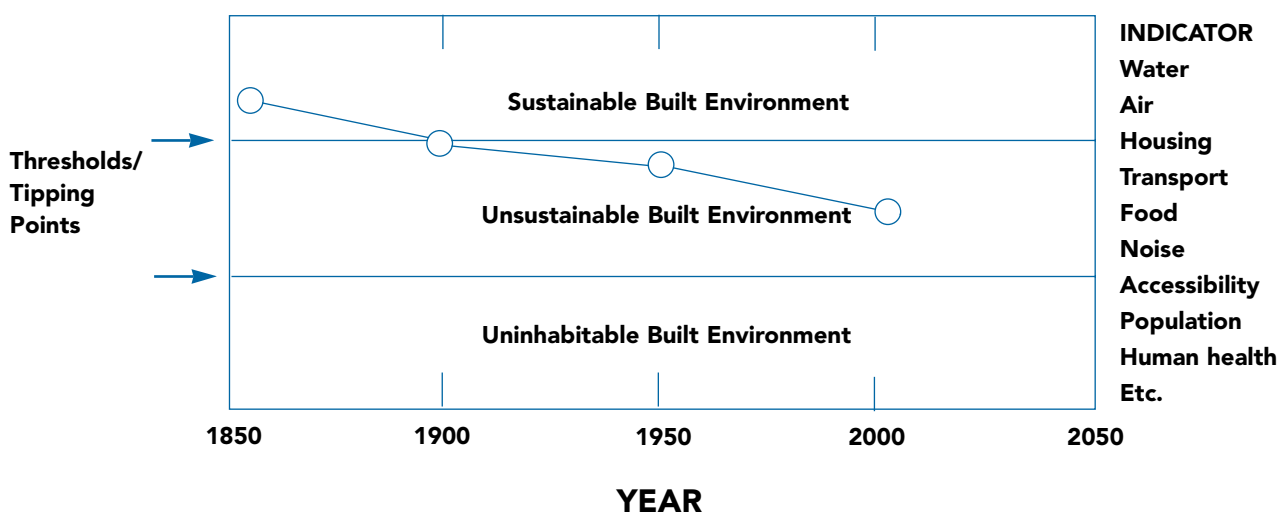 Thresholds/
Tipping
Points
Sustainable Built Environment
Unsustainable Built Environment
Uninhabitable Built Environment
INDICATOR
Water
Air
Housing
Transport
Food
Noise
Accessibility
Population
Human health
Etc.
1850 1900 1950 2000 2050
YEAR